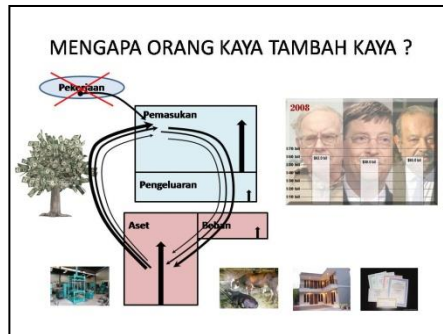 MENGAPA ORANG KAYA TAMBAH KAYA ?
Pekerjaan
Pemasukan
Pengeluaran
Aset
Beban
2008